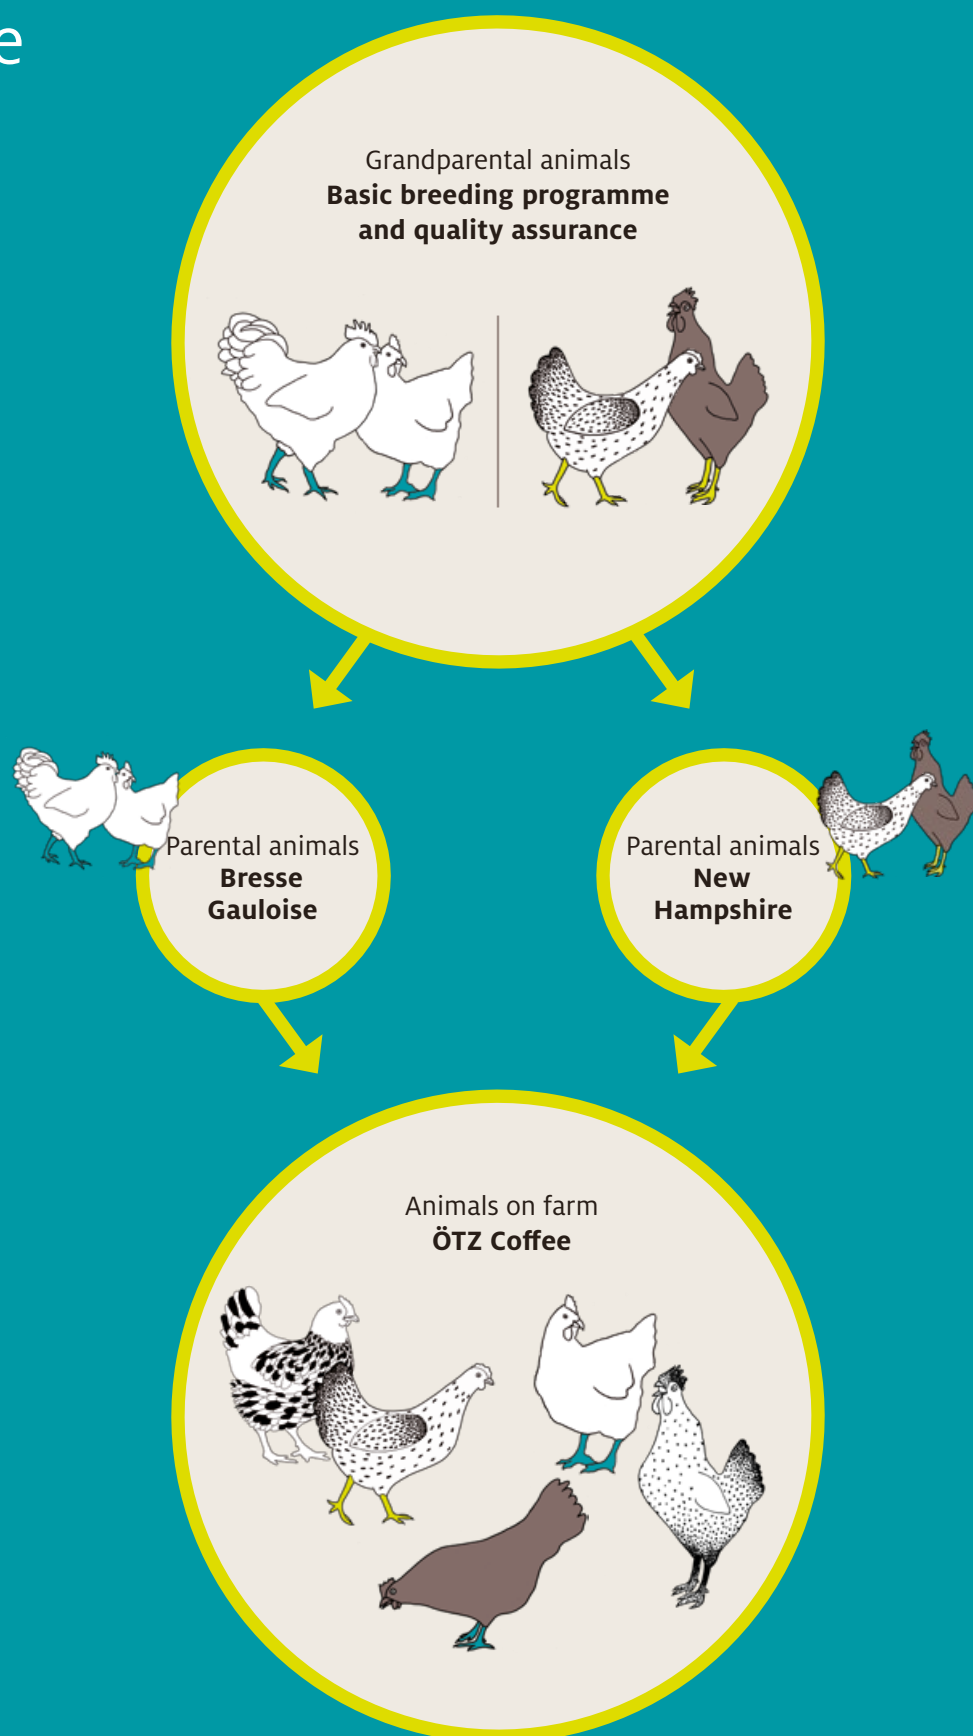 e
Grandparental animals
Basic breeding programme
and quality assurance
Parental animals
Bresse
Gauloise
Parental animals
New
Hampshire
Animals on farm
ÖTZ Coffee